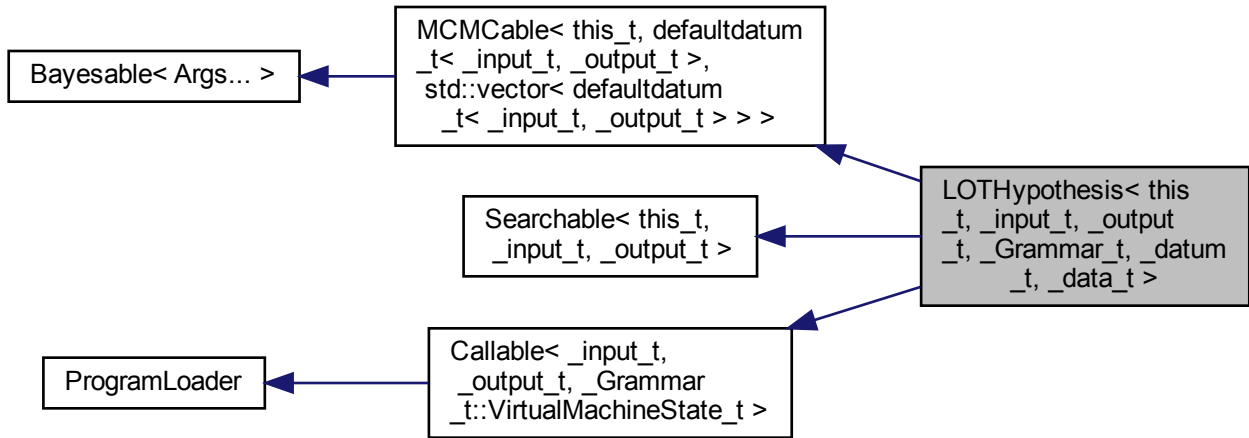 MCMCable< this_t, defaultdatum
_t< _input_t, _output_t >,
std::vector< defaultdatum
_t< _input_t, _output_t > > >
Bayesable< Args... >
LOTHypothesis< this
_t, _input_t, _output
_t, _Grammar_t, _datum
_t, _data_t >
Searchable< this_t,
_input_t, _output_t >
Callable< _input_t,
_output_t, _Grammar
_t::VirtualMachineState_t >
ProgramLoader